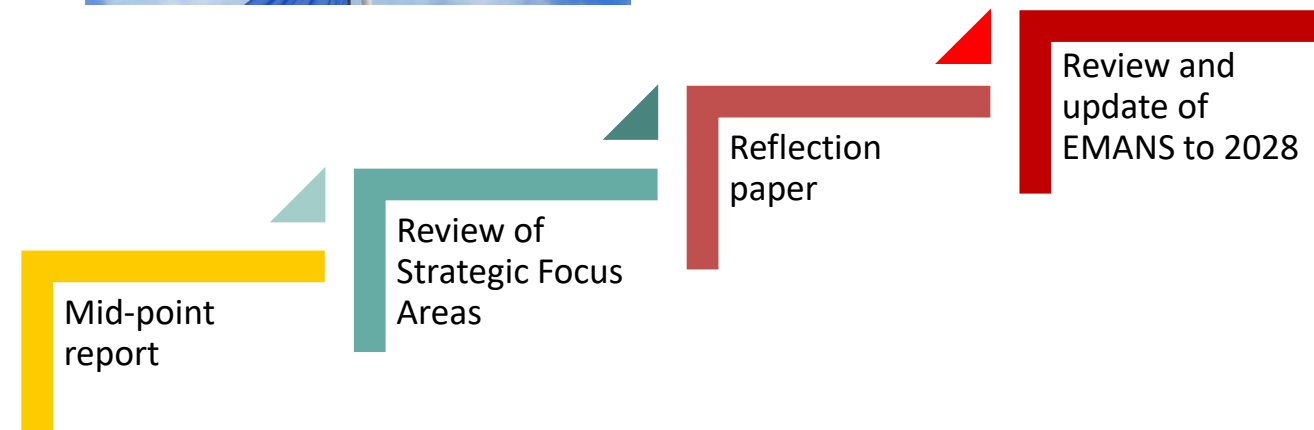 Mid-point
report
Review of
Strategic Focus
Areas
Reflection
paper
Review and
update of
EMANS to 2028